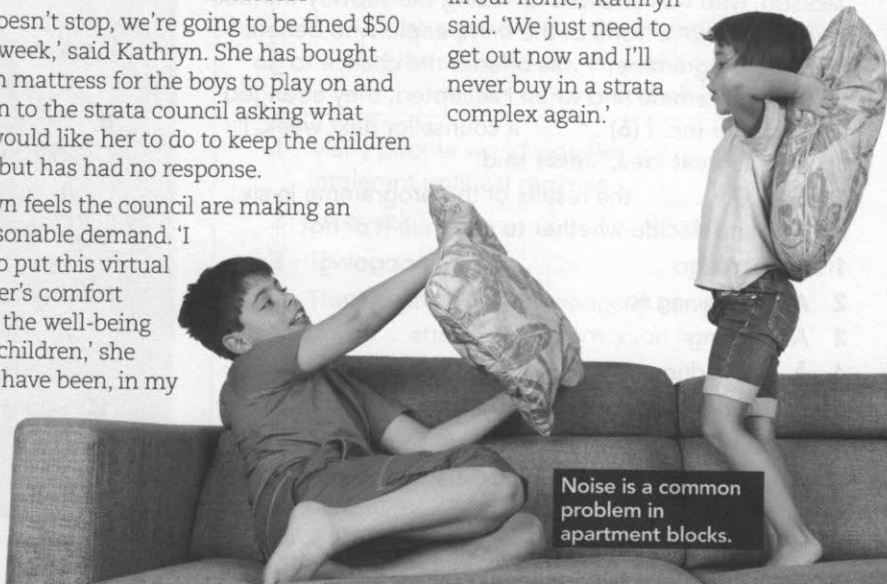 oesn't stop, we're going to be fined $50
week,' said Kathryn. She has bought
n mattress for the boys to play on and
n to the strata council asking what
would like her to do to keep the children
but has had no response.
yn feels the council are making an
sonable demand. 'I
o put this virtual
er's comfort
the well-being
children,' she
have been, in my
in our home,' Kathryn
said. 'We just need to
get out now and I'll
never buy in a strata
complex again.'
Noise is a common
problem in
apartment blocks.